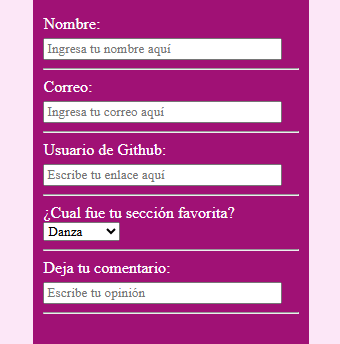 Nombre:
Ingresa tu nombre aquí
Correo:
Ingresa tu correo aquí
Usuario de Github:
Escribe tu enlace aquí
¿Cual fue tu sección favorita?
Danza
Deja tu comentario:
Escribe tu opinión